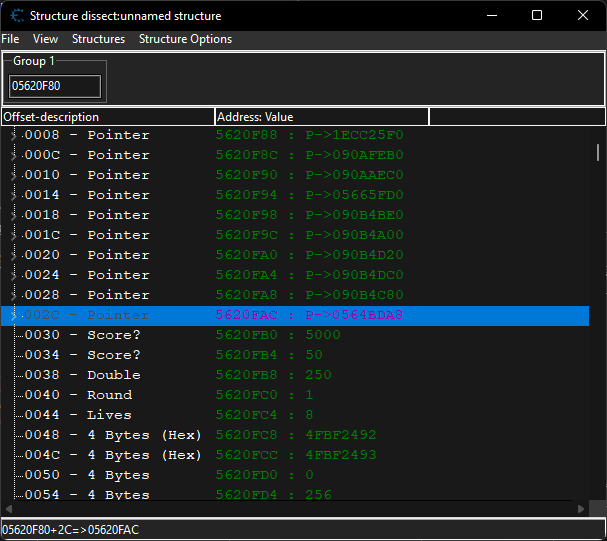 Structure dissect:unnamed structure
File View Structures Structure Options
Group 1
05620F80
Offset-description Address: Value
0008 - Pointer 5620F88 : P->1ECC25F0
000C - Pointer 5620F8C : P->090AFEB0
0010 - Pointer 5620F90 : P->090AAEC0
0014 - Pointer 5620F94 : P->05665FD0
0018 - Pointer 5620F98 : P->090B4BE0
001C - Pointer 5620F9C : P->090B4A00
0020 - Pointer 5620FA0 : P->090B4D20
0024 - Pointer 5620FA4 : P->090B4DC0
0028 - Pointer 5620FA8 : P->090B4C80
002C - Pointer 5620FAC : P->0564BDA8
0030 - Score? 5620FB0 : 5000
0034 - Score? 5620FB4 : 50
0038 - Double 5620FB8 : 250
0040 - Round 5620FC0 : 1
0044 - Lives 5620FC4 : 8
0048 - 4 Bytes (Hex) 5620FC8 : 4FBF2492
004C - 4 Bytes (Hex) 5620FCC : 4FBF2493
0050 - 4 Bytes 5620FD0 : 0
0054 - 4 Bytes 5620FD4 : 256
05620F80+2C=>05620FAC